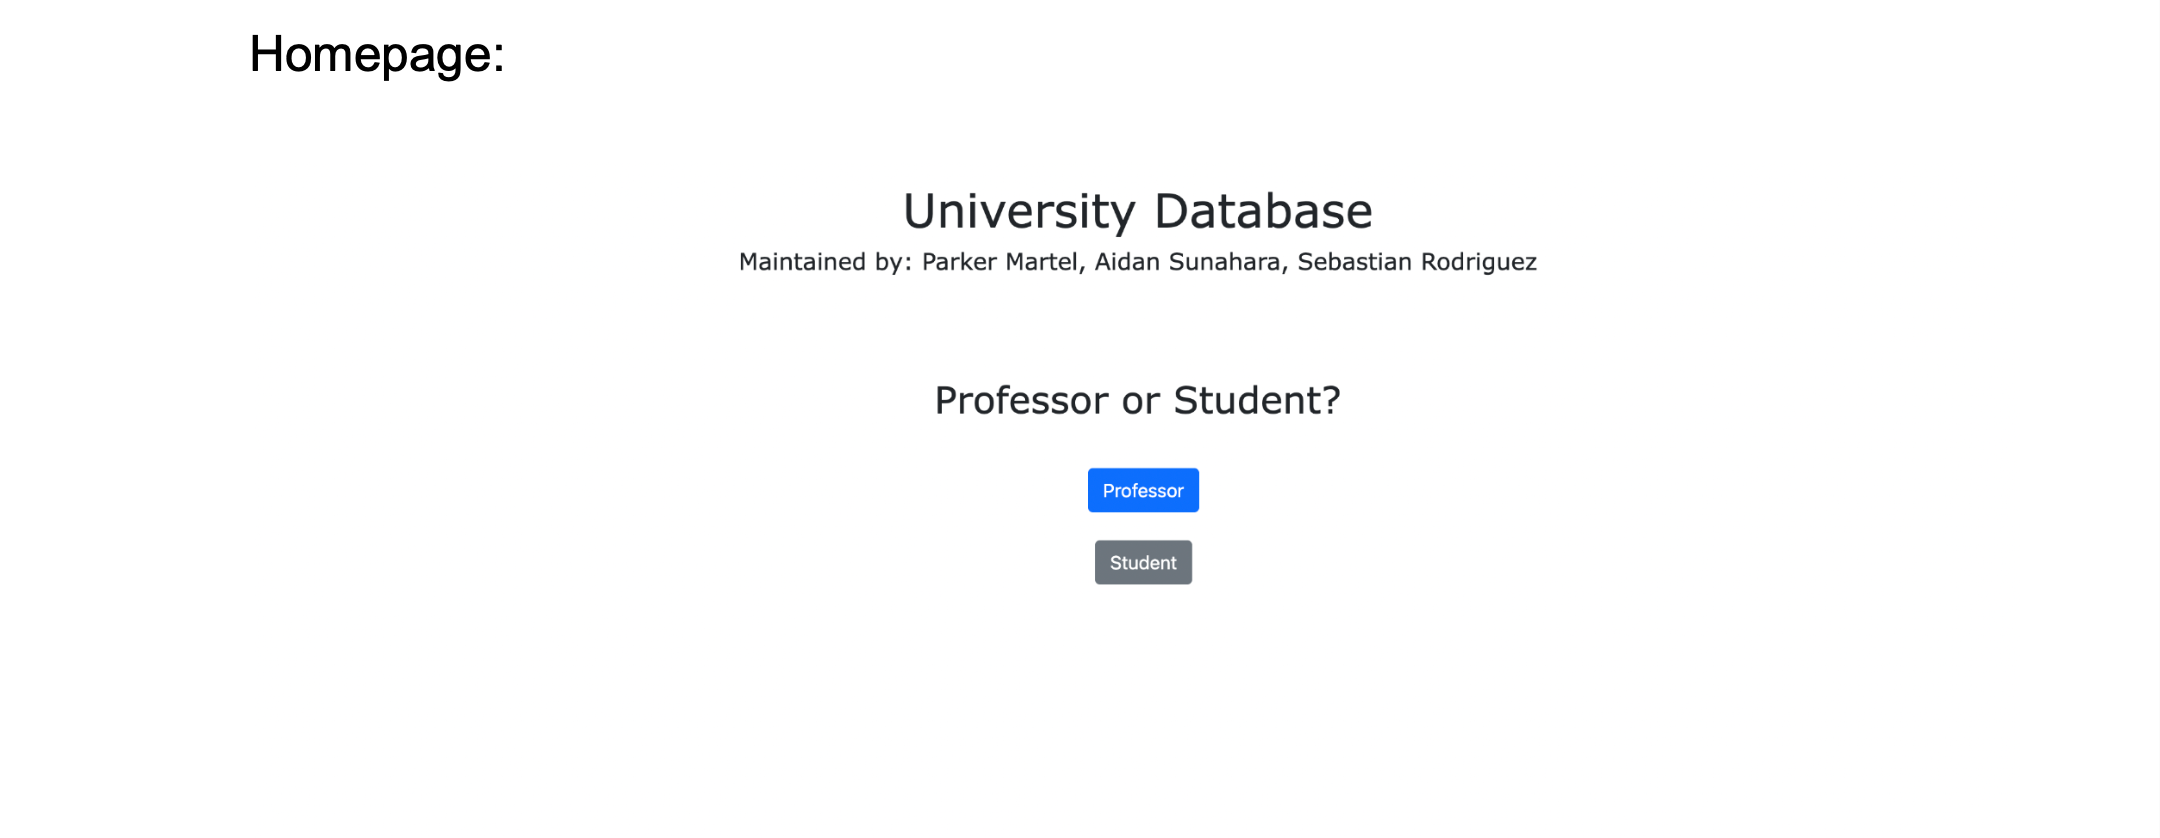 Homepage:
University Database
Maintained by: Parker Martel, Aidan Sunahara, Sebastian Rodriguez
Professor or Student?
Professor
Student